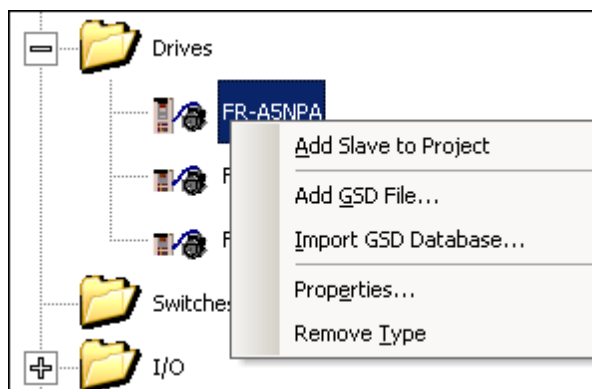 Drives
FR-A5NPA
Add Slave to Project
F
Add GSD File...
Import GSD Database...
F
Properties...
Switches
Remove Type
I/O